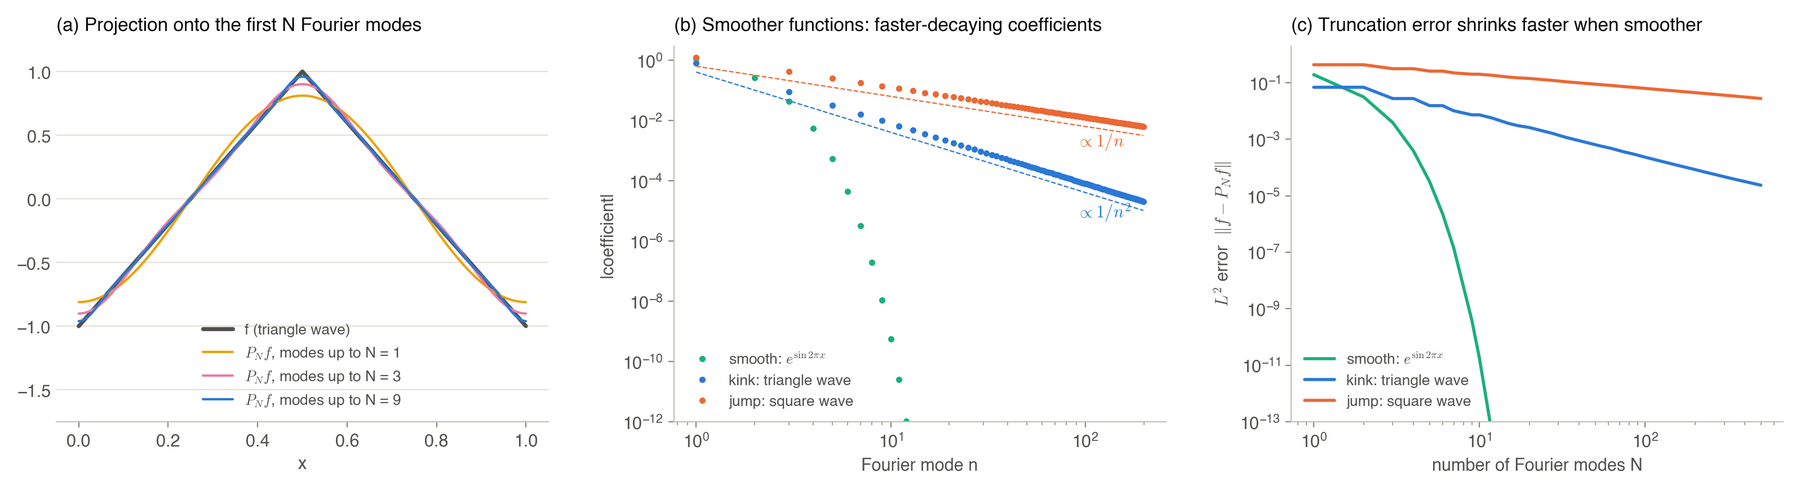 (a) Projection onto the first N Fourier modes
1.0
0.5
0.0
−0.5
−1.0
−1.5
f (triangle wave)
P_N f, modes up to N = 1
P_N f, modes up to N = 3
P_N f, modes up to N = 9
0.0 0.2 0.4 0.6 0.8 1.0
x
(b) Smoother functions: faster-decaying coefficients
|coefficient|
10^0
10^−2
10^−4
10^−6
10^−8
10^−10
10^−12
∝ 1/n
∝ 1/n^2
smooth: e^{sin 2πx}
kink: triangle wave
jump: square wave
10^0 10^1 10^2
Fourier mode n
(c) Truncation error shrinks faster when smoother
L^2 error ‖f − P_N f‖
10^−1
10^−3
10^−5
10^−7
10^−9
10^−11
10^−13
smooth: e^{sin 2πx}
kink: triangle wave
jump: square wave
10^0 10^1 10^2
number of Fourier modes N